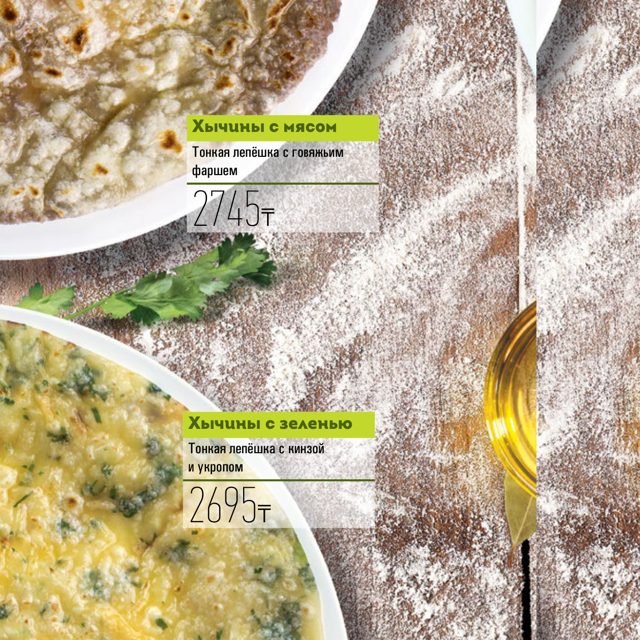 Хычины с мясом
Тонкая лепёшка с говяжьим
фаршем
2745₸
Хычины с зеленью
Тонкая лепёшка с кинзой
и укропом
2695₸